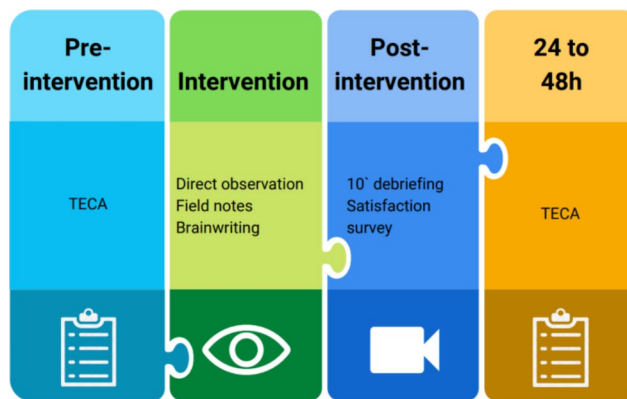 Pre-
intervention
Intervention
Post-
intervention
24 to
48h
TECA
Direct observation
Field notes
Brainwriting
10` debriefing
Satisfaction
survey
TECA